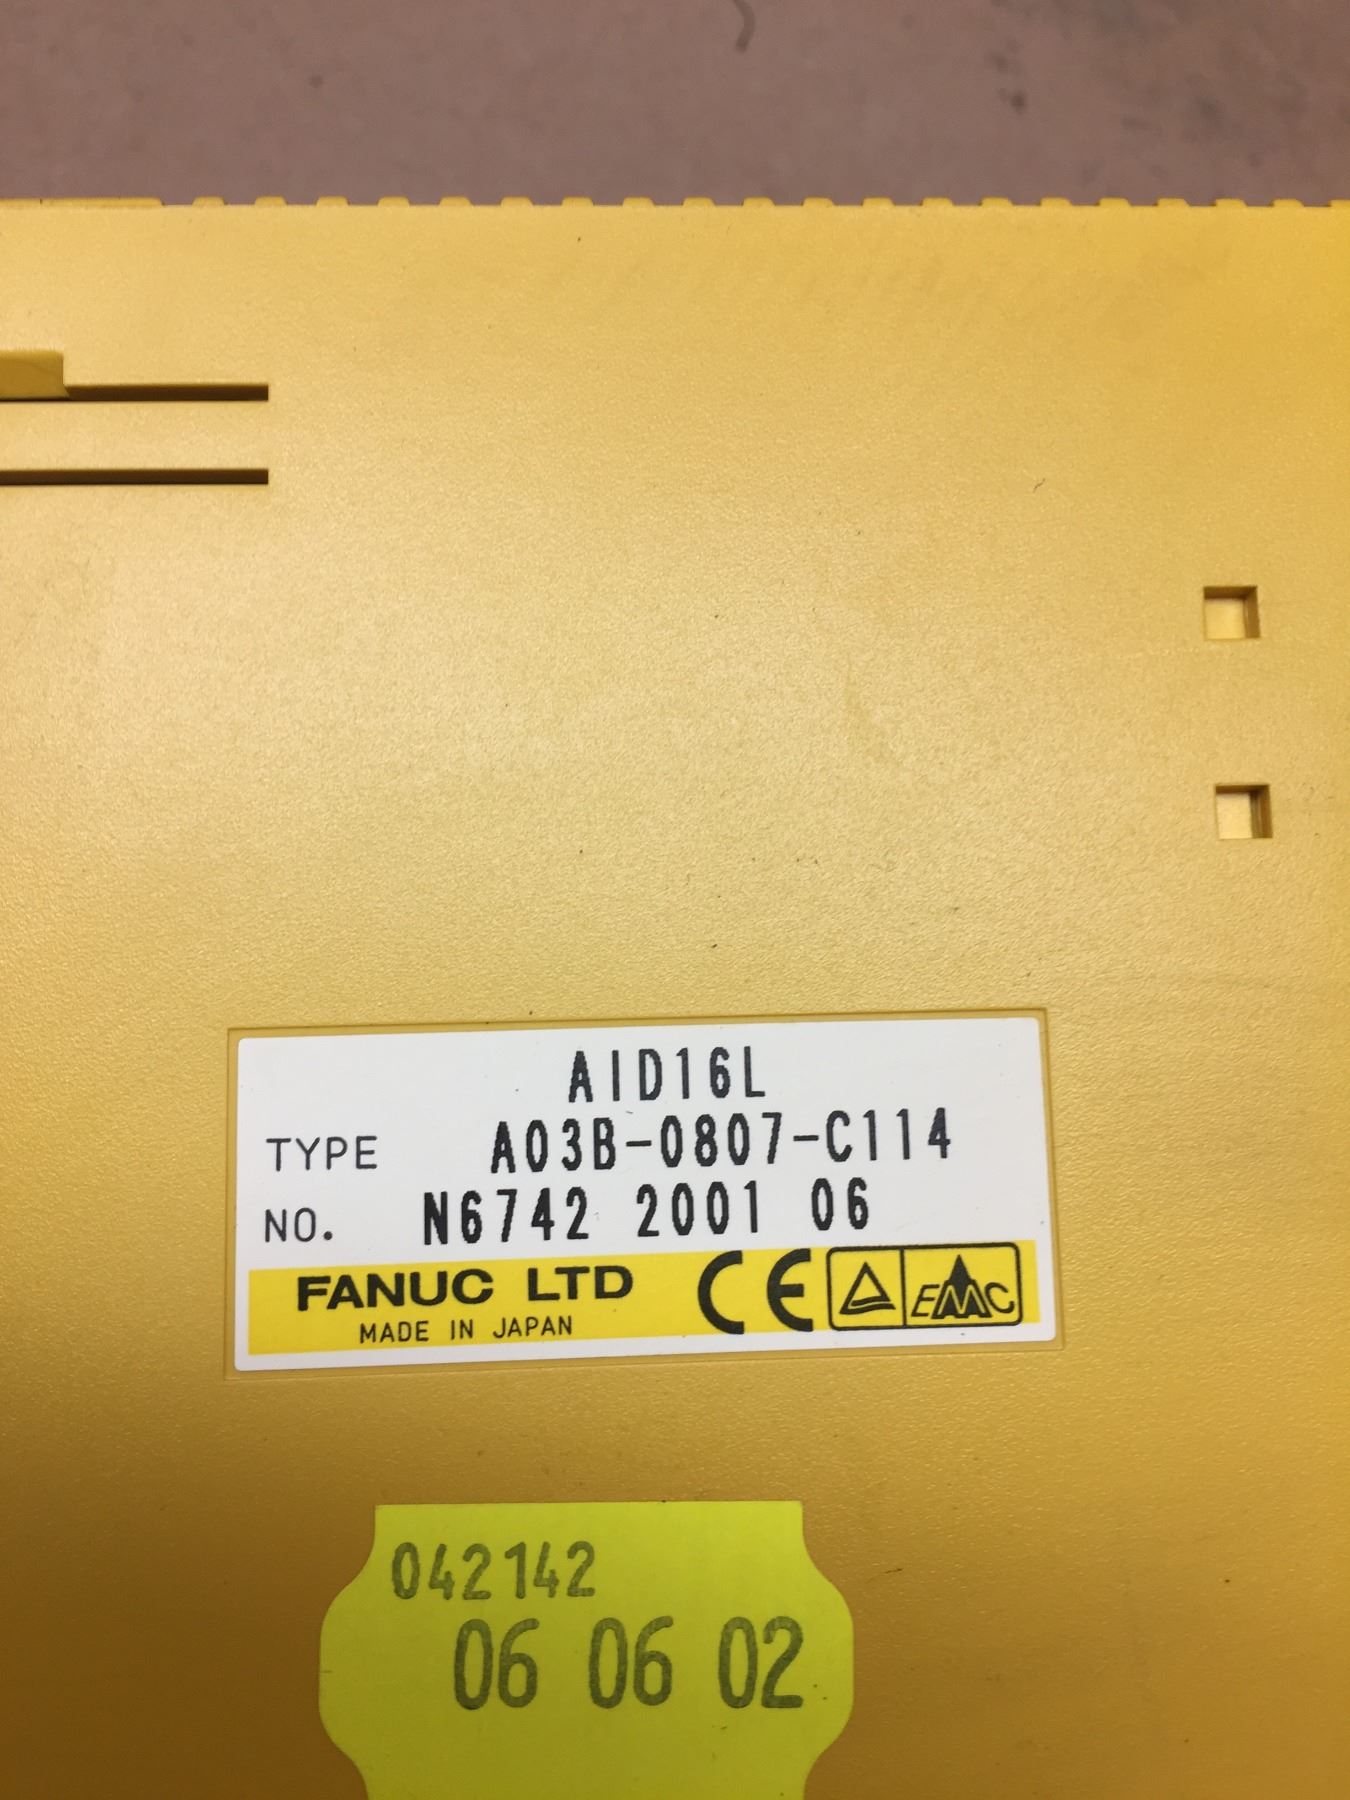 AID16L
TYPE A03B-0807-C114
NO. N6742 2001 06
FANUC LTD CE EMC
MADE IN JAPAN
042142
06 06 02